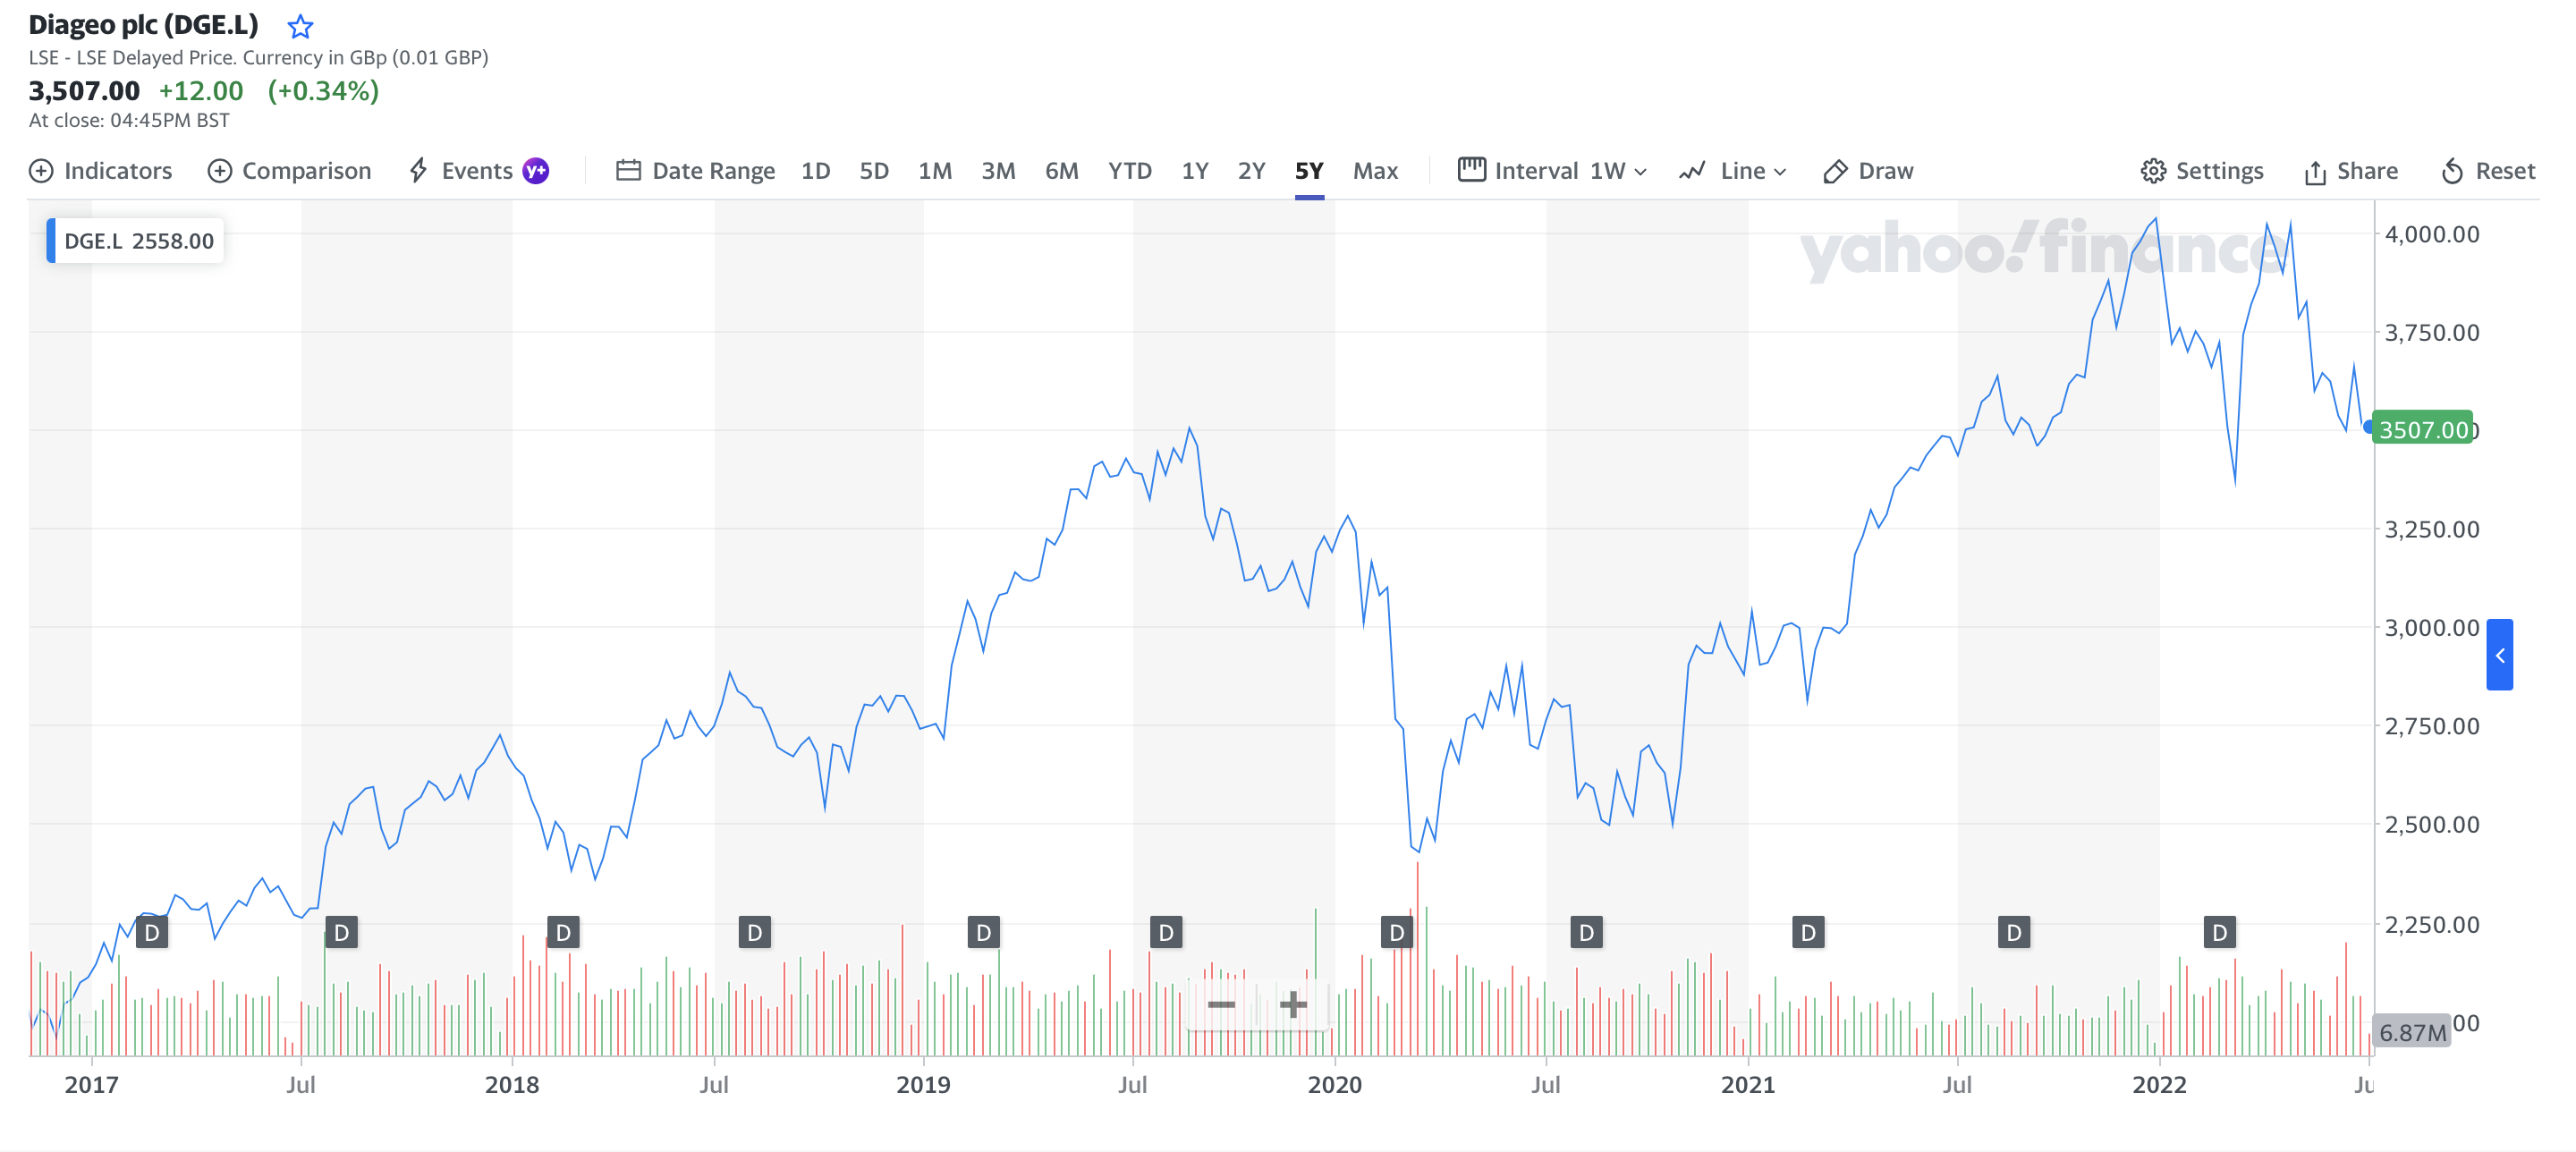 Diageo plc (DGE.L)
LSE - LSE Delayed Price. Currency in GBp (0.01 GBP)
3,507.00 +12.00 (+0.34%)
At close: 04:45PM BST
Indicators Comparison Events y+ Date Range 1D 5D 1M 3M 6M YTD 1Y 2Y 5Y Max Interval 1W Line Draw Settings Share Reset
DGE.L 2558.00
yahoo!finance
4,000.00
3,750.00
3507.00
3,250.00
3,000.00
2,750.00
2,500.00
2,250.00
D D D D D D D D D D D
6.87M 00
2017 Jul 2018 Jul 2019 Jul 2020 Jul 2021 Jul 2022